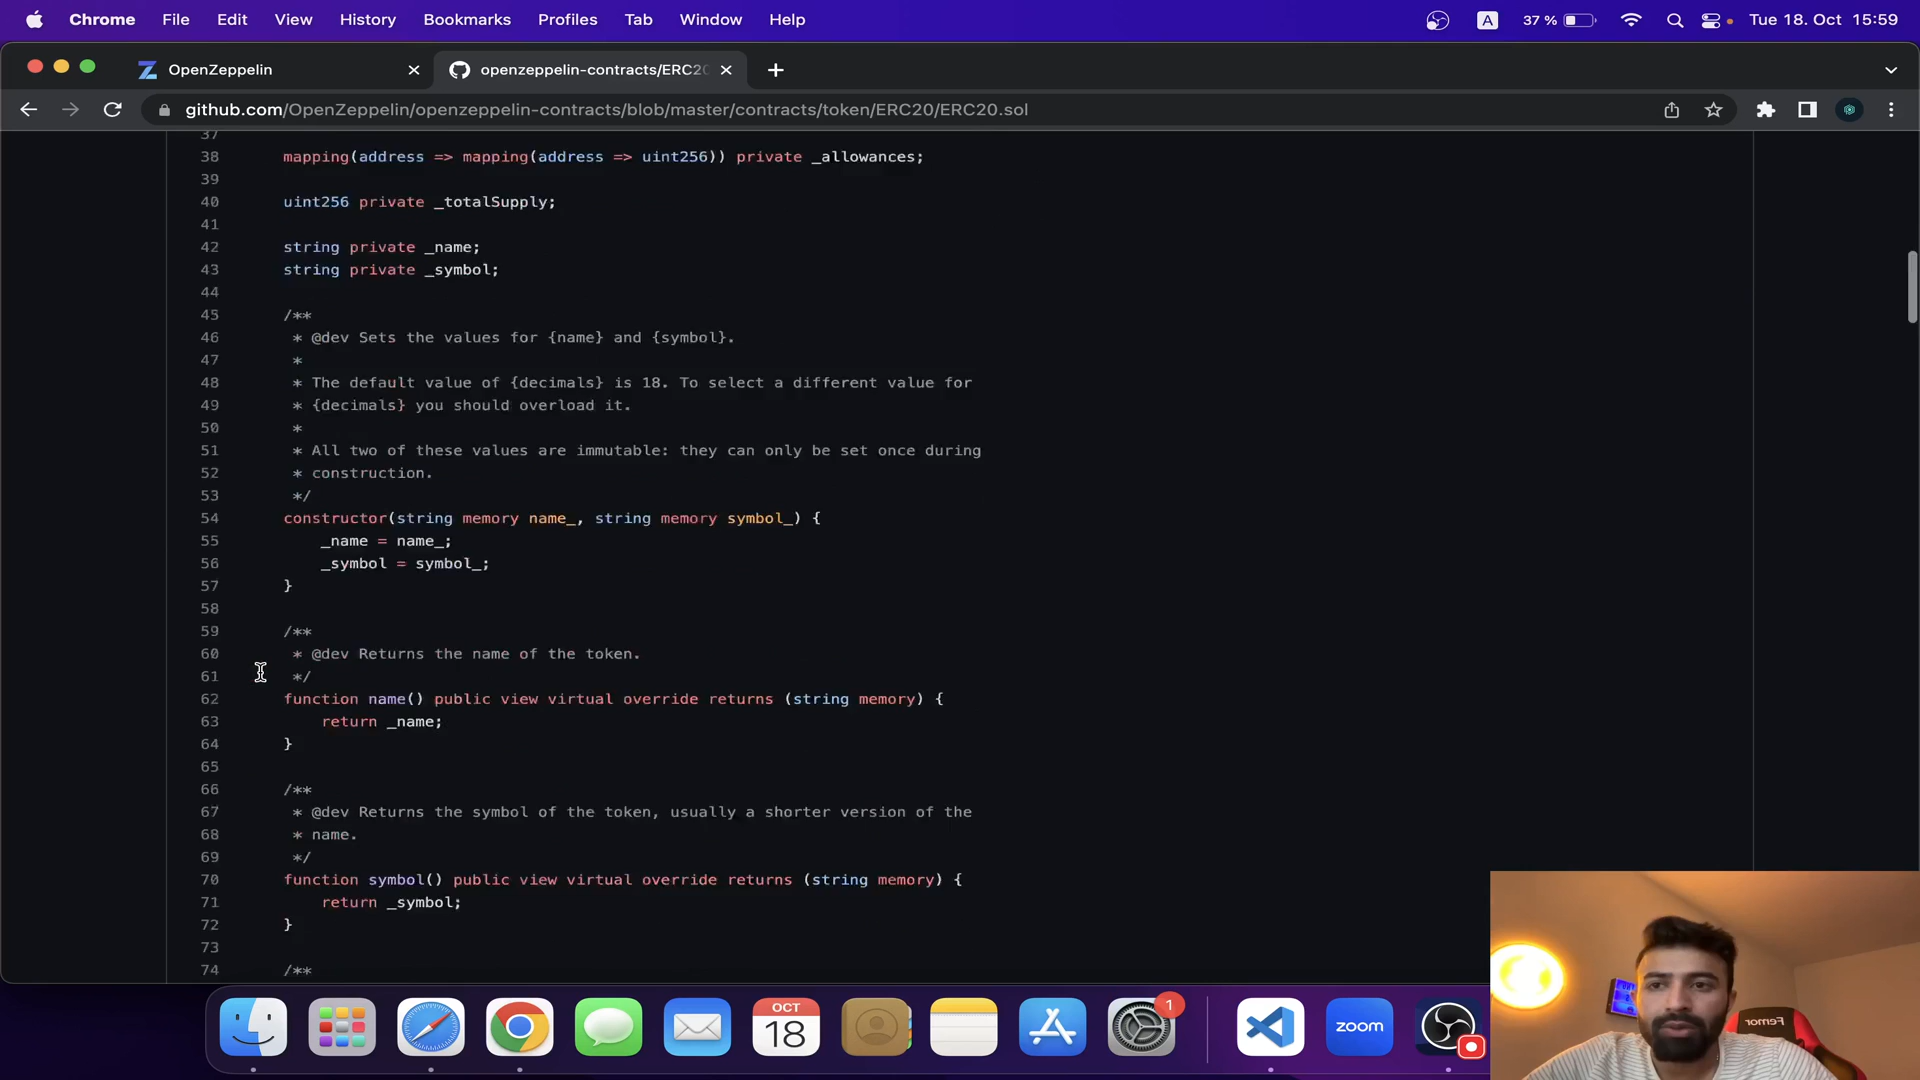 Chrome File Edit View History Bookmarks Profiles Tab Window Help A 37 % Tue 18. Oct 15:59
OpenZeppelin openzeppelin-contracts/ERC20
github.com/OpenZeppelin/openzeppelin-contracts/blob/master/contracts/token/ERC20/ERC20.sol
37
38 mapping(address => mapping(address => uint256)) private _allowances;
39
40 uint256 private _totalSupply;
41
42 string private _name;
43 string private _symbol;
44
45 /**
46 * @dev Sets the values for {name} and {symbol}.
47 *
48 * The default value of {decimals} is 18. To select a different value for
49 * {decimals} you should overload it.
50 *
51 * All two of these values are immutable: they can only be set once during
52 * construction.
53 */
54 constructor(string memory name_, string memory symbol_) {
55 _name = name_;
56 _symbol = symbol_;
57 }
58
59 /**
60 * @dev Returns the name of the token.
61 */
62 function name() public view virtual override returns (string memory) {
63 return _name;
64 }
65
66 /**
67 * @dev Returns the symbol of the token, usually a shorter version of the
68 * name.
69 */
70 function symbol() public view virtual override returns (string memory) {
71 return _symbol;
72 }
73
74 /**
OCT
18
1
zoom
Femor